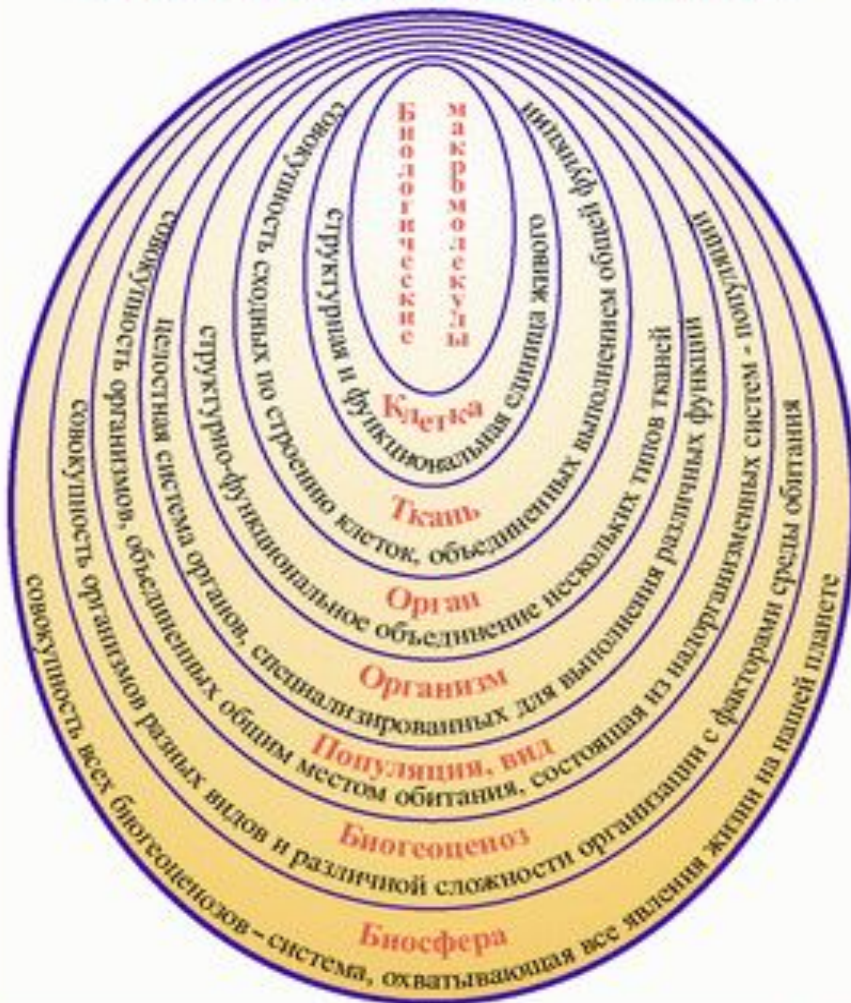 Биологические
макромолекулы
Клетка
структурная и функциональная единица живого
Ткань
совокупность сходных по строению клеток, объединенных выполнением общей функции
Орган
структурно-функциональное объединение нескольких типов тканей
Организм
целостная система органов, специализированных для выполнения различных функций
Популяция, вид
совокупность организмов, объединенных общим местом обитания, состоящая из надорганизменных систем - популяции
Биогеоценоз
совокупность организмов разных видов и различной сложности организации с факторами среды обитания
Биосфера
совокупность всех биогеоценозов – система, охватывающая все явления жизни на нашей планете